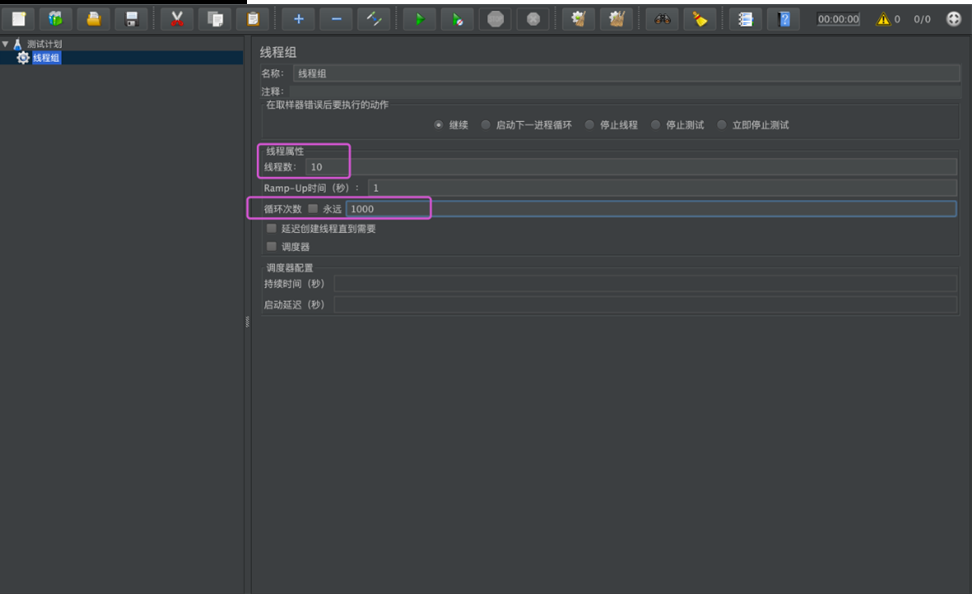 00:00:00 0 0/0
测试计划
线程组
线程组
名称： 线程组
注释：
在取样器错误后要执行的动作
继续 启动下一进程循环 停止线程 停止测试 立即停止测试
线程属性
线程数： 10
Ramp-Up时间（秒）： 1
循环次数 永远 1000
延迟创建线程直到需要
调度器
调度器配置
持续时间（秒）
启动延迟（秒）